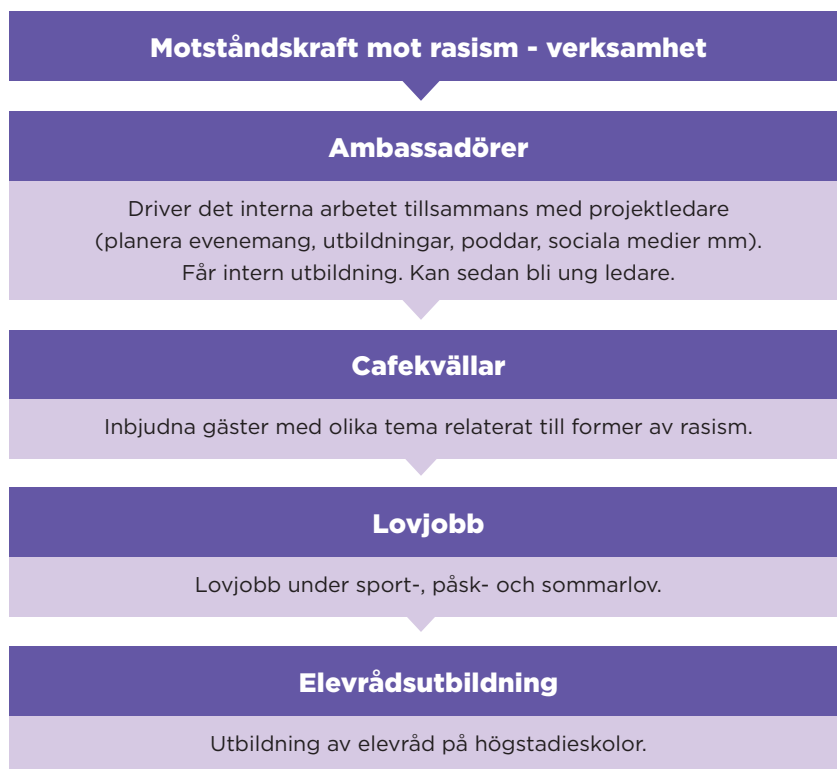 Motståndskraft mot rasism - verksamhet
Ambassadörer
Driver det interna arbetet tillsammans med projektledare
(planera evenemang, utbildningar, poddar, sociala medier mm).
Får intern utbildning. Kan sedan bli ung ledare.
Cafekvällar
Inbjudna gäster med olika tema relaterat till former av rasism.
Lovjobb
Lovjobb under sport-, påsk- och sommarlov.
Elevrådsutbildning
Utbildning av elevråd på högstadieskolor.